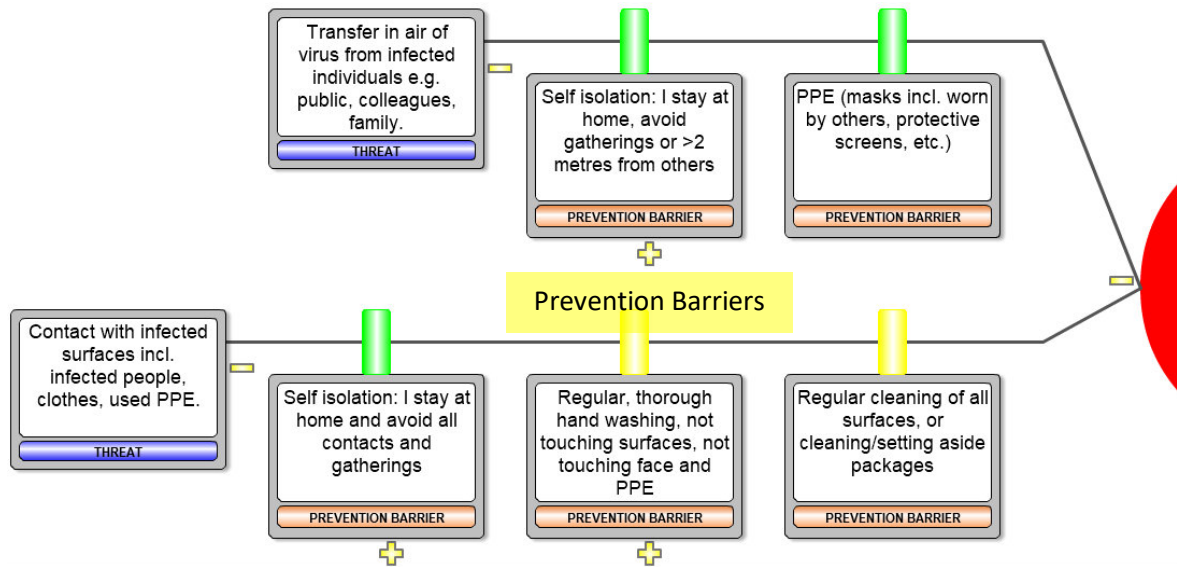 Transfer in air of
virus from infected
individuals e.g.
public, colleagues,
family.
THREAT
Self isolation: I stay at
home, avoid
gatherings or >2
metres from others
PREVENTION BARRIER
PPE (masks incl. worn
by others, protective
screens, etc.)
PREVENTION BARRIER
Prevention Barriers
Contact with infected
surfaces incl.
infected people,
clothes, used PPE.
THREAT
Self isolation: I stay at
home and avoid all
contacts and
gatherings
PREVENTION BARRIER
Regular, thorough
hand washing, not
touching surfaces, not
touching face and
PPE
PREVENTION BARRIER
Regular cleaning of all
surfaces, or
cleaning/setting aside
packages
PREVENTION BARRIER